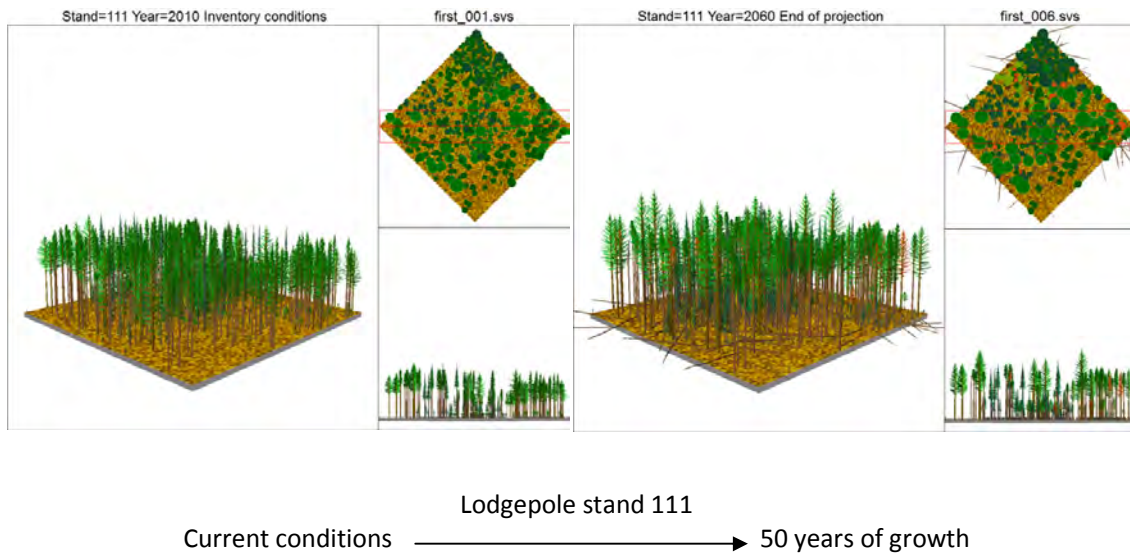 Stand=111 Year=2010 Inventory conditions
first_001.svs
Stand=111 Year=2060 End of projection
first_006.svs
Lodgepole stand 111
Current conditions
50 years of growth